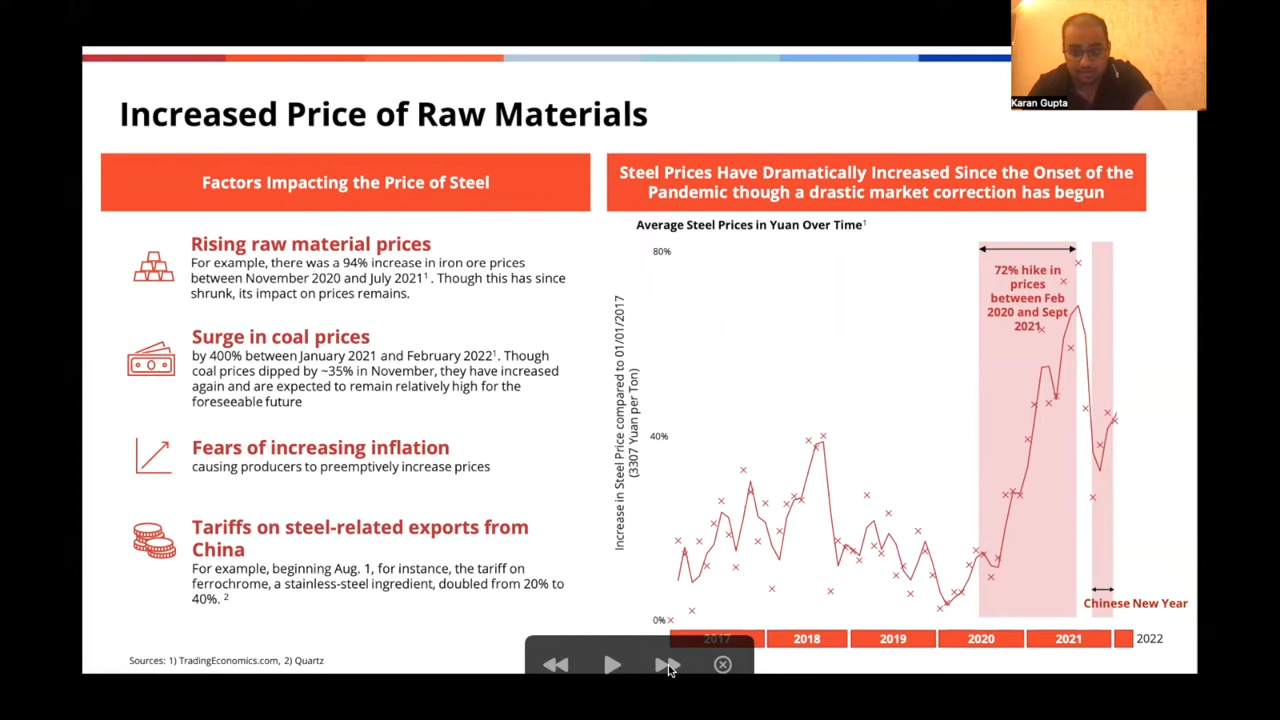 Karan Gupta
Increased Price of Raw Materials
Factors Impacting the Price of Steel
Rising raw material prices
For example, there was a 94% increase in iron ore prices
between November 2020 and July 2021¹ . Though this has since
shrunk, its impact on prices remains.
Surge in coal prices
by 400% between January 2021 and February 2022¹. Though
coal prices dipped by ~35% in November, they have increased
again and are expected to remain relatively high for the
foreseeable future
Fears of increasing inflation
causing producers to preemptively increase prices
Tariffs on steel-related exports from
China
For example, beginning Aug. 1, for instance, the tariff on
ferrochrome, a stainless-steel ingredient, doubled from 20% to
40%. ²
Sources: 1) TradingEconomics.com, 2) Quartz
Steel Prices Have Dramatically Increased Since the Onset of the
Pandemic though a drastic market correction has begun
Average Steel Prices in Yuan Over Time¹
Increase in Steel Price compared to 01/01/2017
(3307 Yuan per Ton)
80%
40%
0%
72% hike in
prices
between Feb
2020 and Sept
2021
Chinese New Year
2017
2018
2019
2020
2021
2022